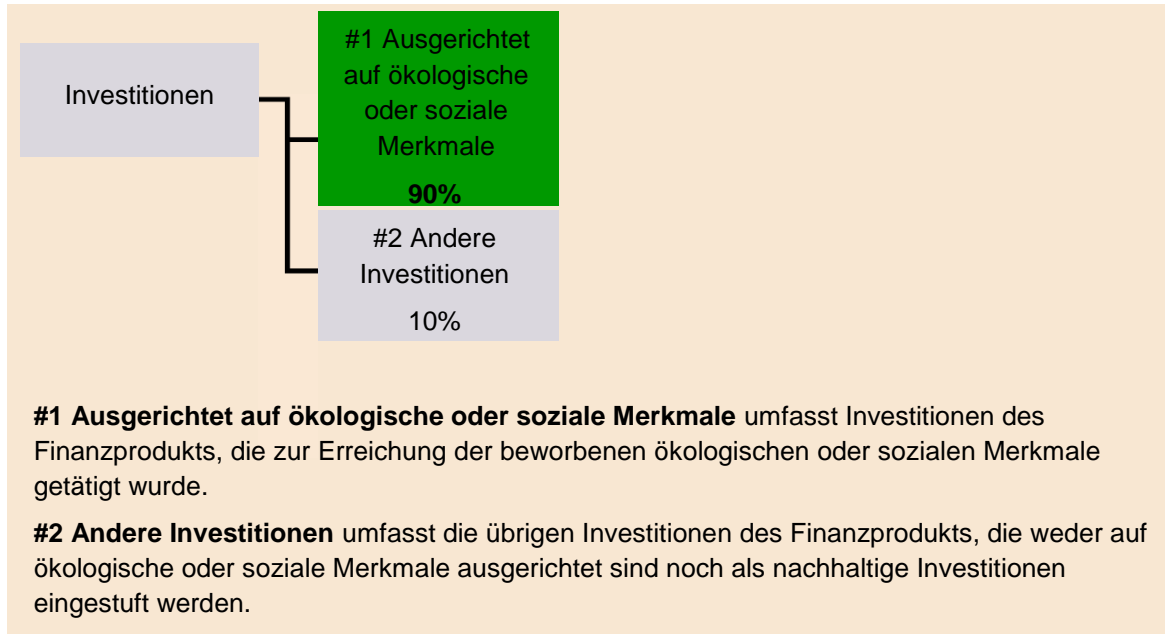 Investitionen
#1 Ausgerichtet
auf ökologische
oder soziale
Merkmale
90%
#2 Andere
Investitionen
10%
#1 Ausgerichtet auf ökologische oder soziale Merkmale umfasst Investitionen des
Finanzprodukts, die zur Erreichung der beworbenen ökologischen oder sozialen Merkmale
getätigt wurde.
#2 Andere Investitionen umfasst die übrigen Investitionen des Finanzprodukts, die weder auf
ökologische oder soziale Merkmale ausgerichtet sind noch als nachhaltige Investitionen
eingestuft werden.